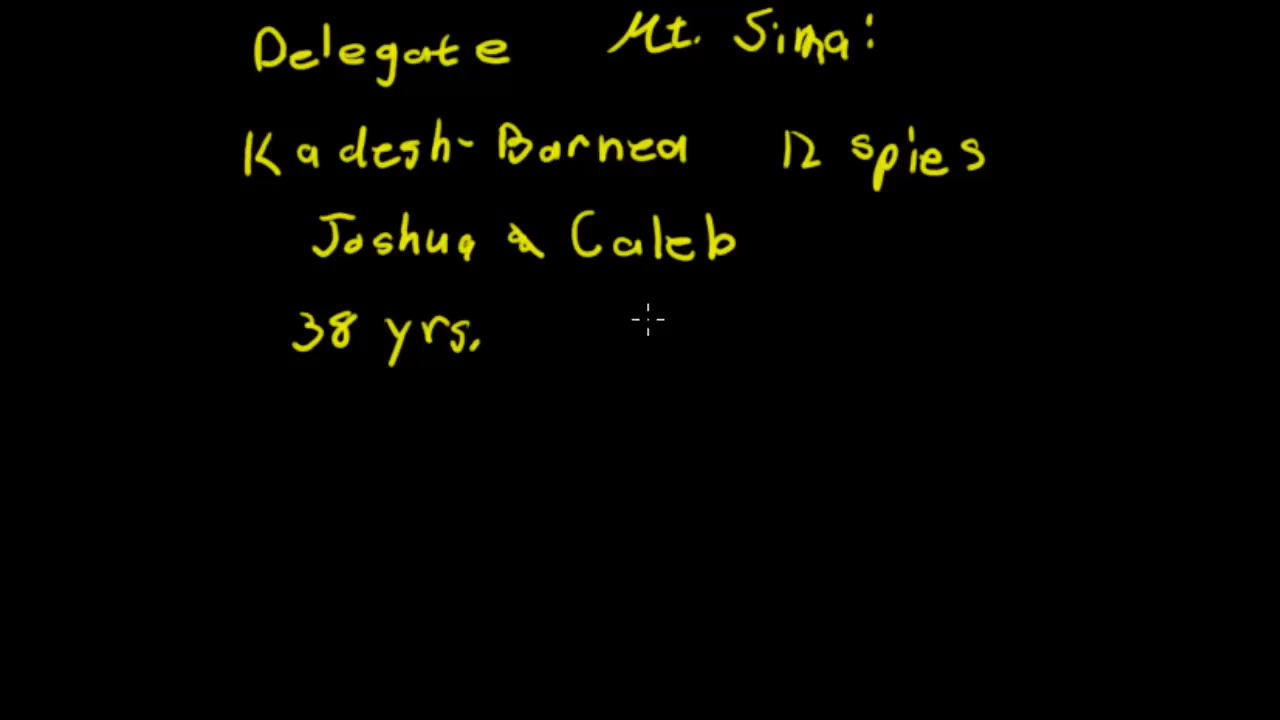 Delegate Mt. Sinai
Kadesh-Barnea 12 spies
Joshua & Caleb
38 yrs.